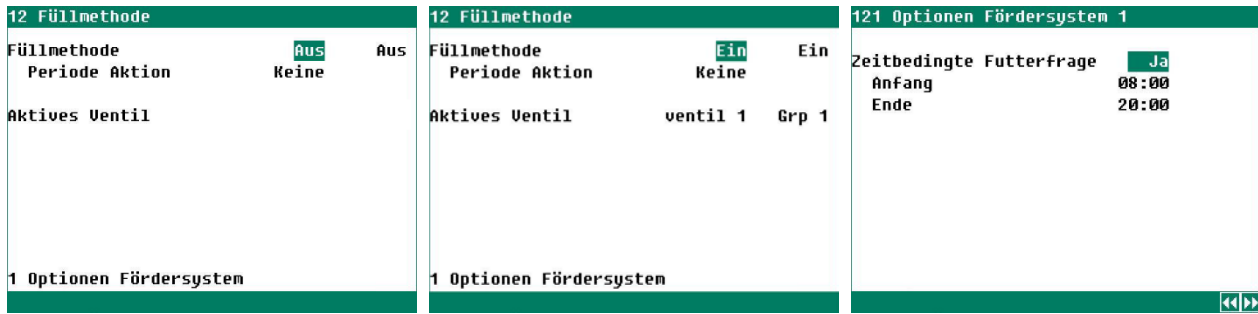 12 Füllmethode
Füllmethode Aus Aus
Periode Aktion Keine
Aktives Ventil
1 Optionen Fördersystem
12 Füllmethode
Füllmethode Ein Ein
Periode Aktion Keine
Aktives Ventil ventil 1 Grp 1
1 Optionen Fördersystem
121 Optionen Fördersystem 1
Zeitbedingte Futterfrage Ja
Anfang 08:00
Ende 20:00